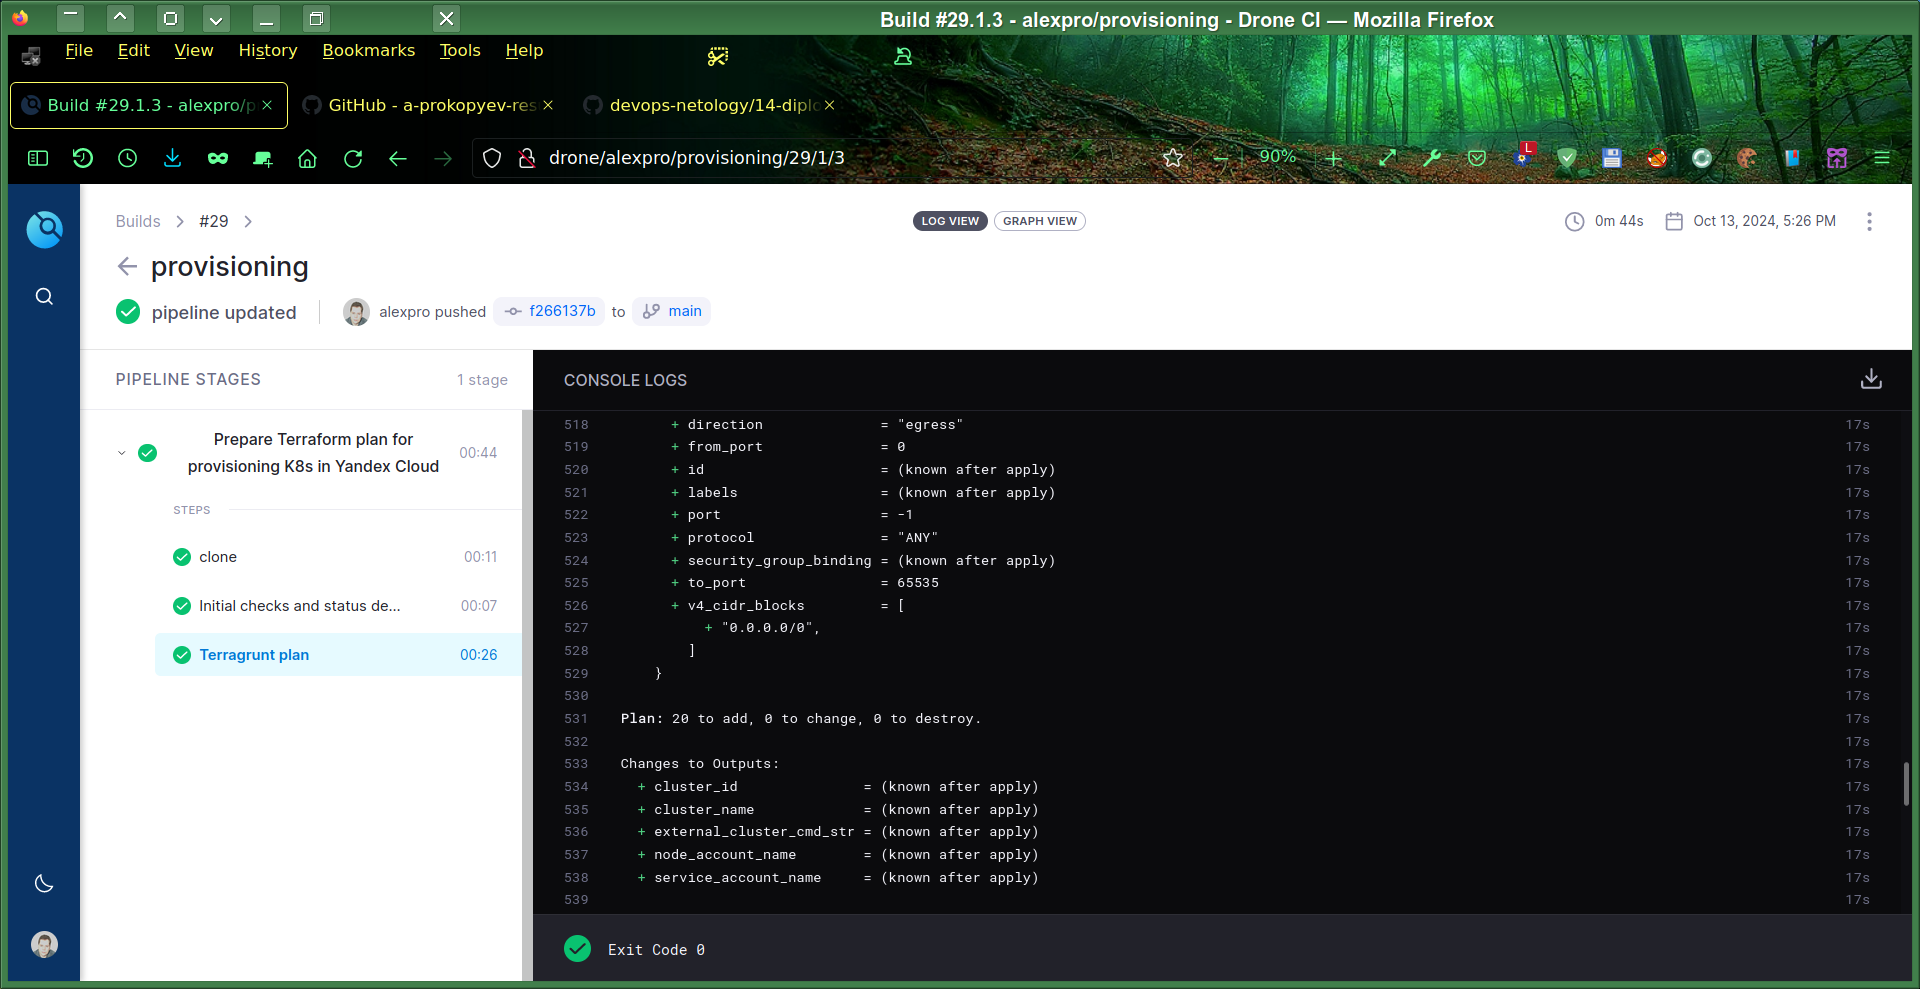 Build #29.1.3 - alexpro/provisioning - Drone CI — Mozilla Firefox
File Edit View History Bookmarks Tools Help
Build #29.1.3 - alexpro/p
GitHub - a-prokopyev-res
devops-netology/14-diplo
drone/alexpro/provisioning/29/1/3
90%
L
Builds > #29 >
LOG VIEW GRAPH VIEW
0m 44s Oct 13, 2024, 5:26 PM
provisioning
pipeline updated alexpro pushed f266137b to main
PIPELINE STAGES 1 stage
Prepare Terraform plan for
provisioning K8s in Yandex Cloud 00:44
STEPS
clone 00:11
Initial checks and status de... 00:07
Terragrunt plan 00:26
CONSOLE LOGS
518 + direction = "egress" 17s
519 + from_port = 0 17s
520 + id = (known after apply) 17s
521 + labels = (known after apply) 17s
522 + port = -1 17s
523 + protocol = "ANY" 17s
524 + security_group_binding = (known after apply) 17s
525 + to_port = 65535 17s
526 + v4_cidr_blocks = [ 17s
527 + "0.0.0.0/0", 17s
528 ] 17s
529 } 17s
530 17s
531 Plan: 20 to add, 0 to change, 0 to destroy. 17s
532 17s
533 Changes to Outputs: 17s
534 + cluster_id = (known after apply) 17s
535 + cluster_name = (known after apply) 17s
536 + external_cluster_cmd_str = (known after apply) 17s
537 + node_account_name = (known after apply) 17s
538 + service_account_name = (known after apply) 17s
539 17s
Exit Code 0